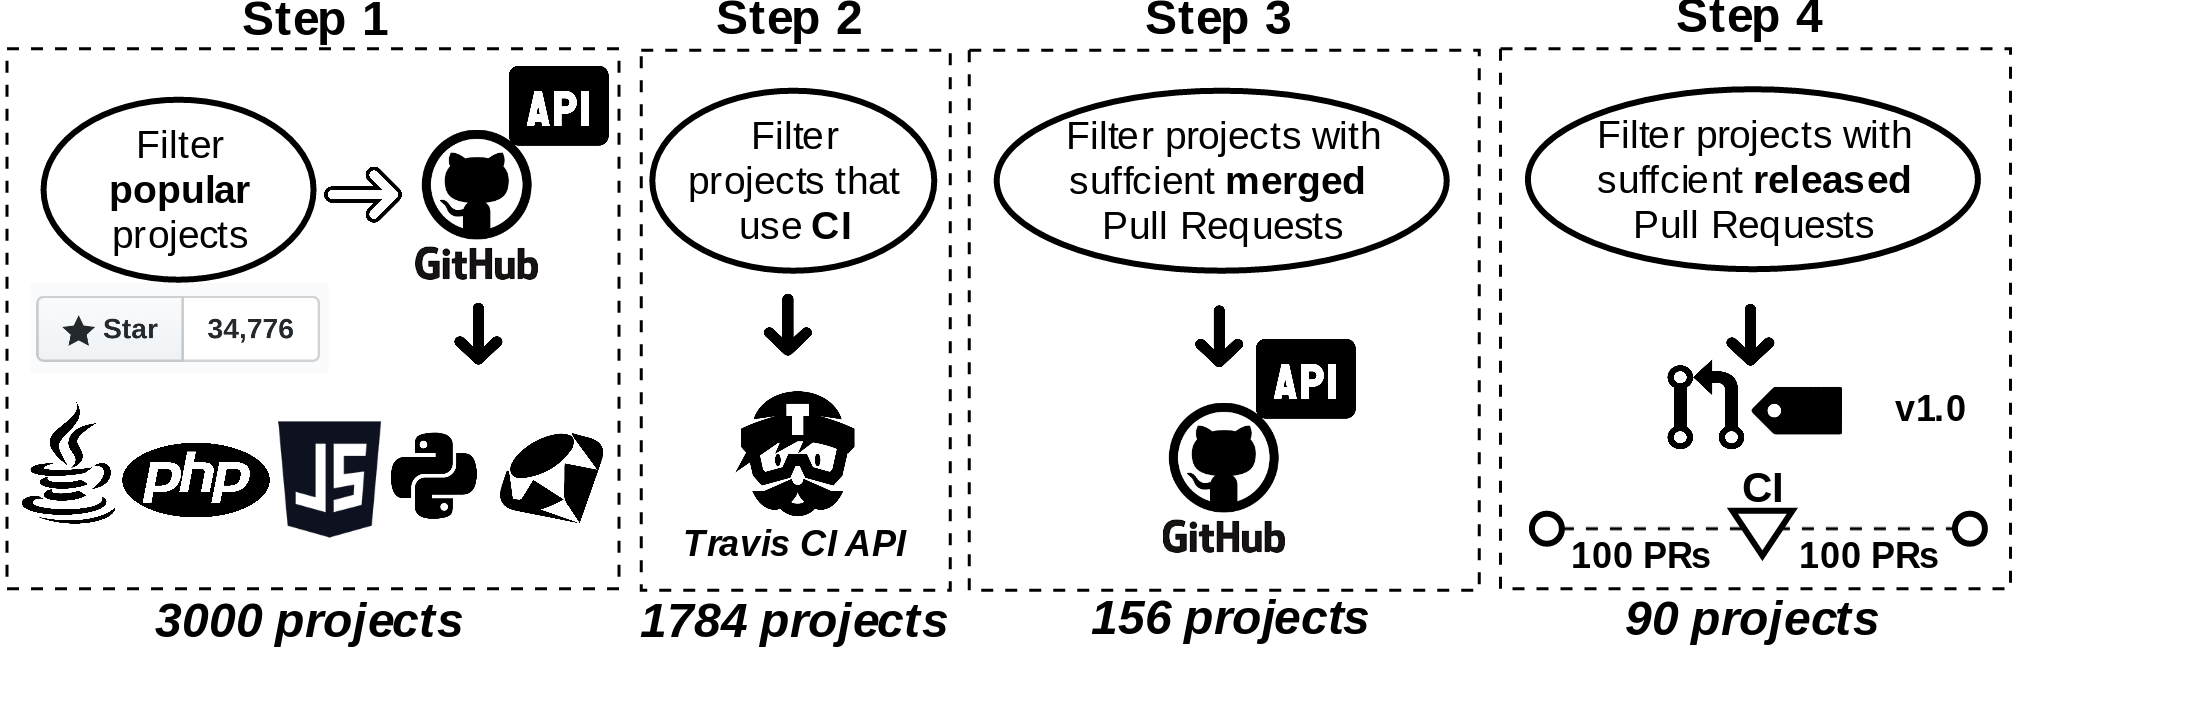 Step 1
Filter
popular
projects
API
GitHub
Star 34,776
php
JS
3000 projects
Step 2
Filter
projects that
use CI
T
Travis CI API
1784 projects
Step 3
Filter projects with
suffcient merged
Pull Requests
API
GitHub
156 projects
Step 4
Filter projects with
suffcient released
Pull Requests
v1.0
CI
100 PRs 100 PRs
90 projects